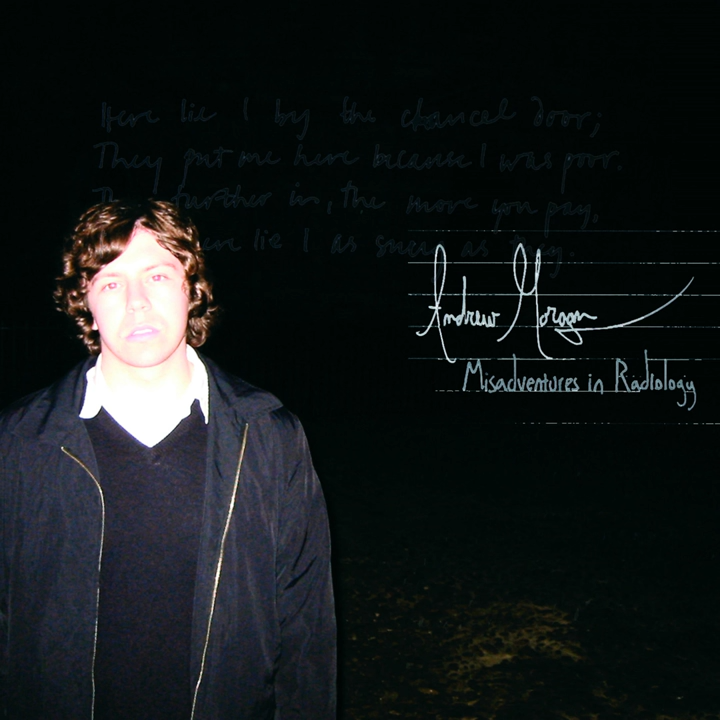 Here lie I by the chancel door;
They put me here because I was poor.
The further in, the more you pay,
Here lie I as snug as they.
Andrew Morgan
Misadventures in Radiology